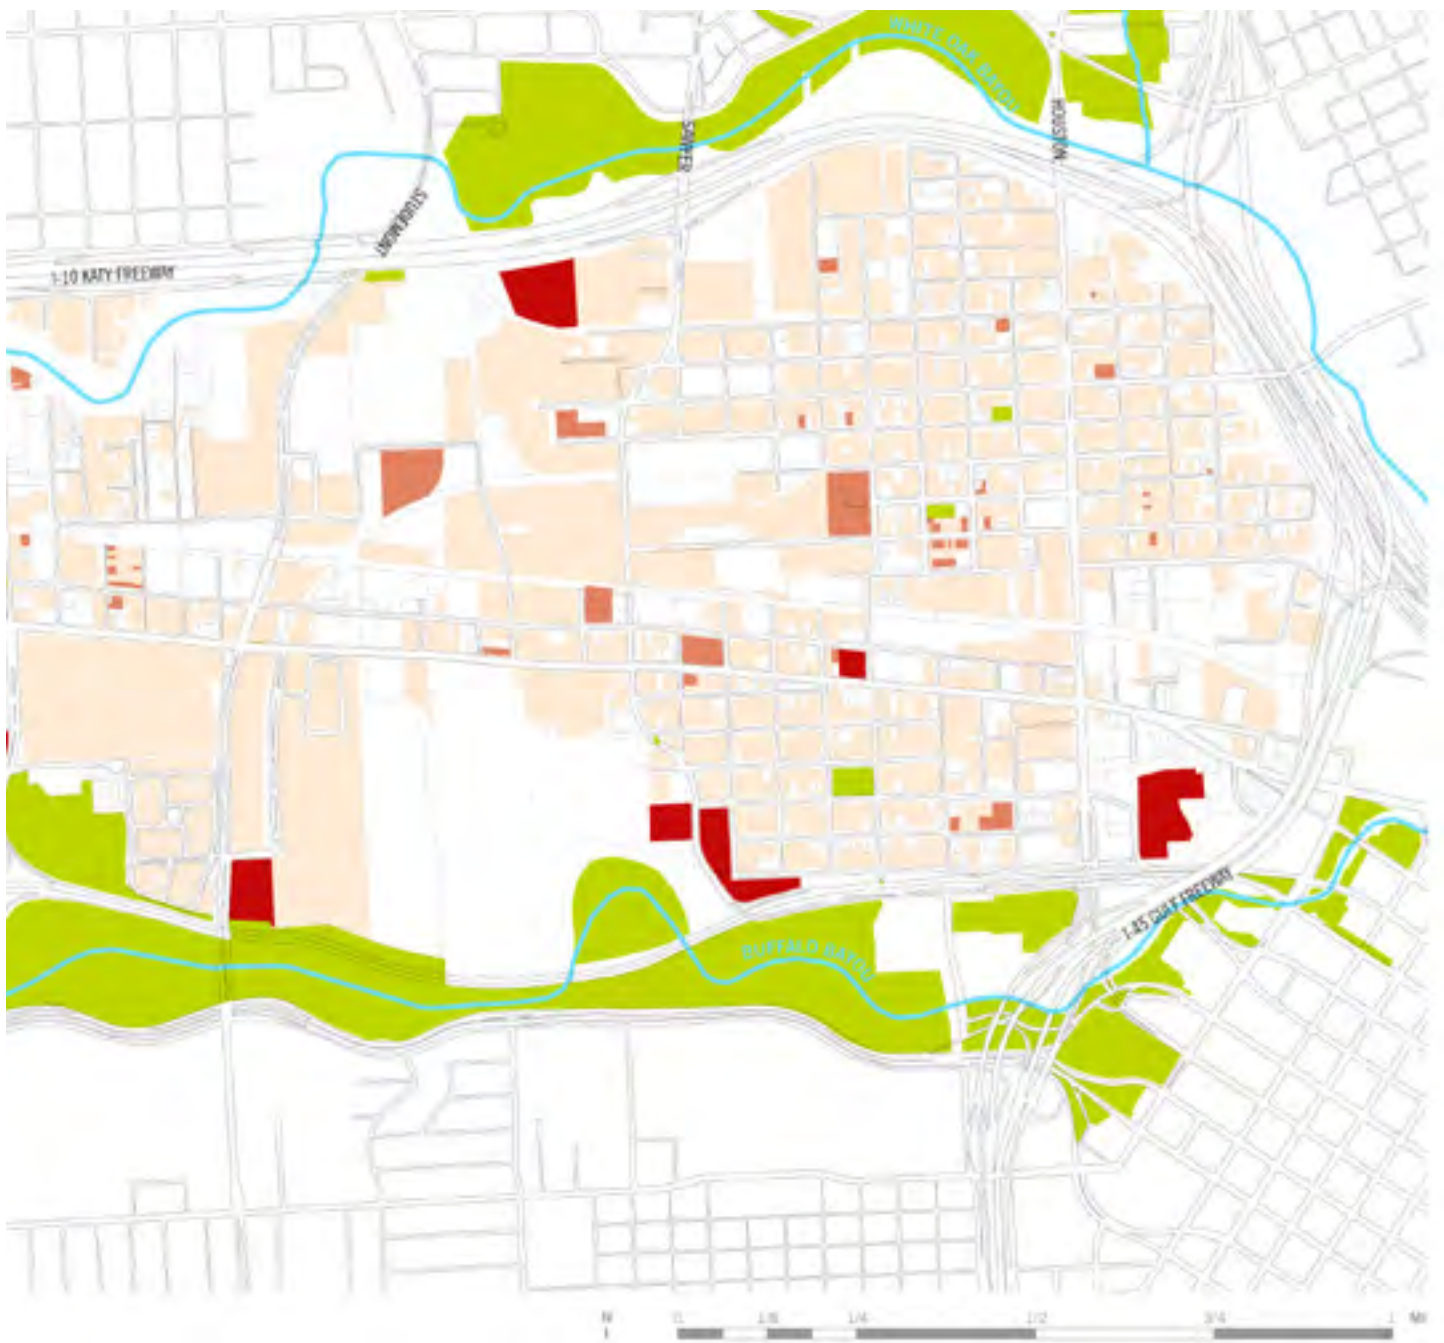 WHITE OAK BAYOU
HOUSTON
SAWYER
STUDEMONT
I-10 KATY FREEWAY
I-45 GULF FREEWAY
BUFFALO BAYOU
N 0 1/8 1/4 1/2 3/4 1 MI